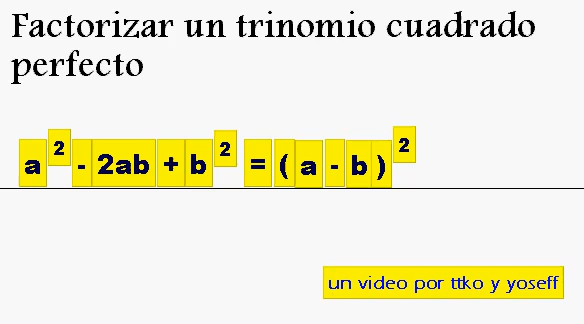 Factorizar un trinomio cuadrado
perfecto
a² - 2ab + b² = ( a - b )²
un video por ttko y yoseff